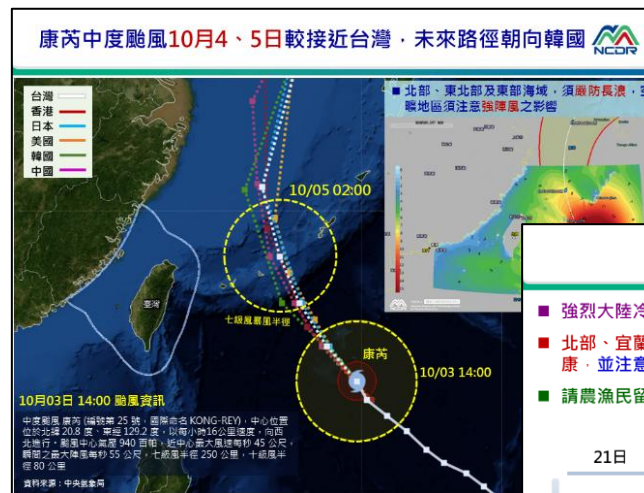 康芮中度颱風10月4、5日較接近台灣，未來路徑朝向韓國
NCDR
台灣
香港
日本
美國
韓國
中國
■ 北部、東北部及東部海域，須嚴防長浪，
曠地區須注意強陣風之影響
10/05 02:00
臺灣
七級風暴風半徑
康芮
10/03 14:00
10月03日 14:00 颱風資訊
中度颱風 康芮 (編號第 25 號，國際命名 KONG-REY)，中心位置
位於北緯 20.8 度、東經 129.2 度，以每小時16公里速度，向西
北進行。颱風中心氣壓 940 百帕，近中心最大風速每秒 45 公尺，
瞬間之最大陣風每秒 55 公尺，七級風半徑 250 公里，十級風半
徑 80 公里
資料來源：中央氣象局
■ 強烈大陸冷
■ 北部、宜蘭
康，並注意
■ 請農漁民留
21日